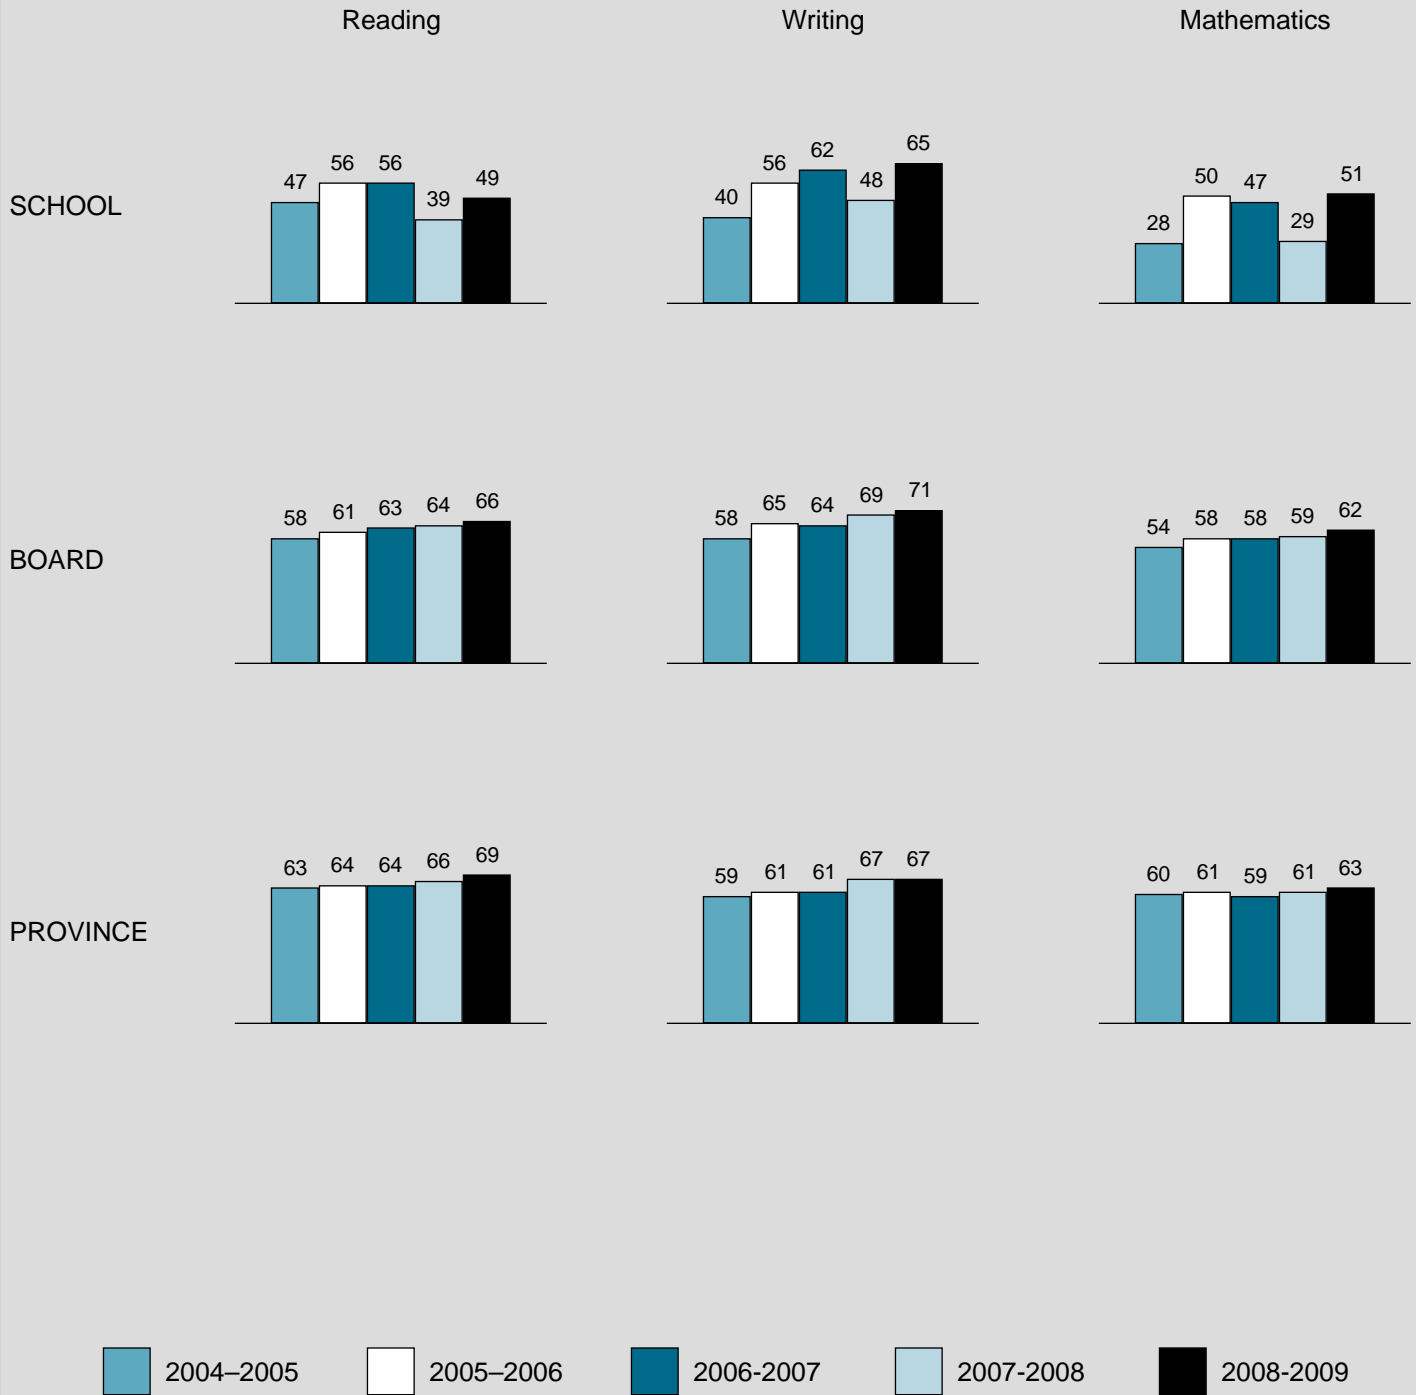 Reading Writing Mathematics
SCHOOL
47 56 56 39 49
40 56 62 48 65
28 50 47 29 51
BOARD
58 61 63 64 66
58 65 64 69 71
54 58 58 59 62
PROVINCE
63 64 64 66 69
59 61 61 67 67
60 61 59 61 63
2004–2005 2005–2006 2006-2007 2007-2008 2008-2009